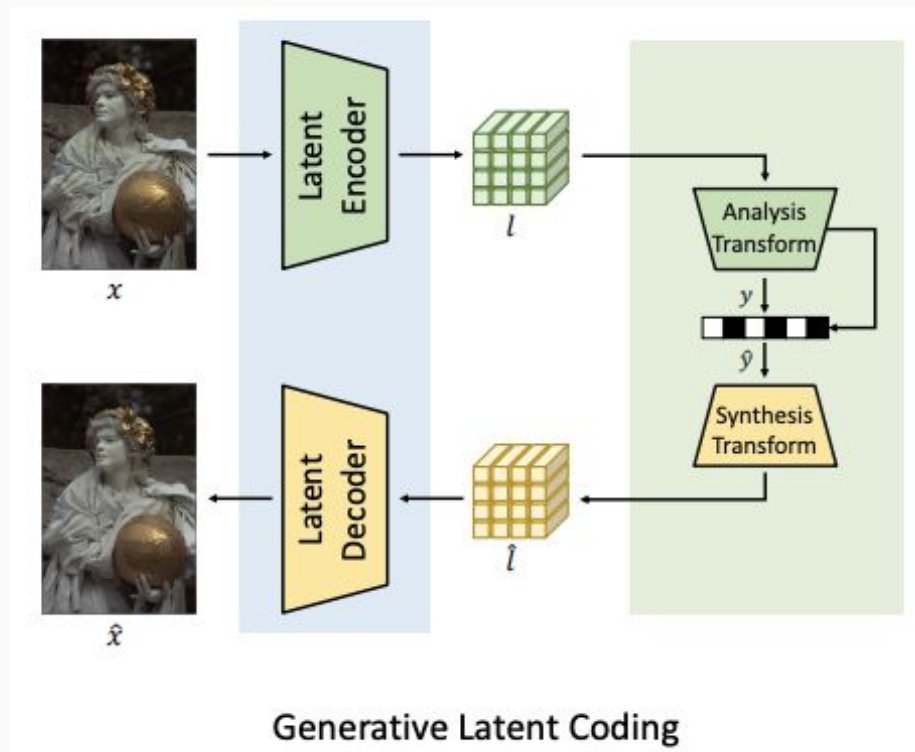 Latent
Encoder
x
l
Analysis
Transform
y
ŷ
Synthesis
Transform
Latent
Decoder
x̂
l̂
Generative Latent Coding